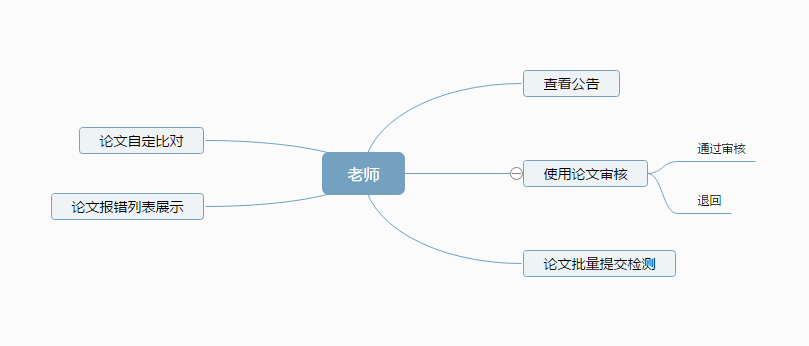 查看公告
论文自定比对
通过审核
老师
使用论文审核
退回
论文报错列表展示
论文批量提交检测